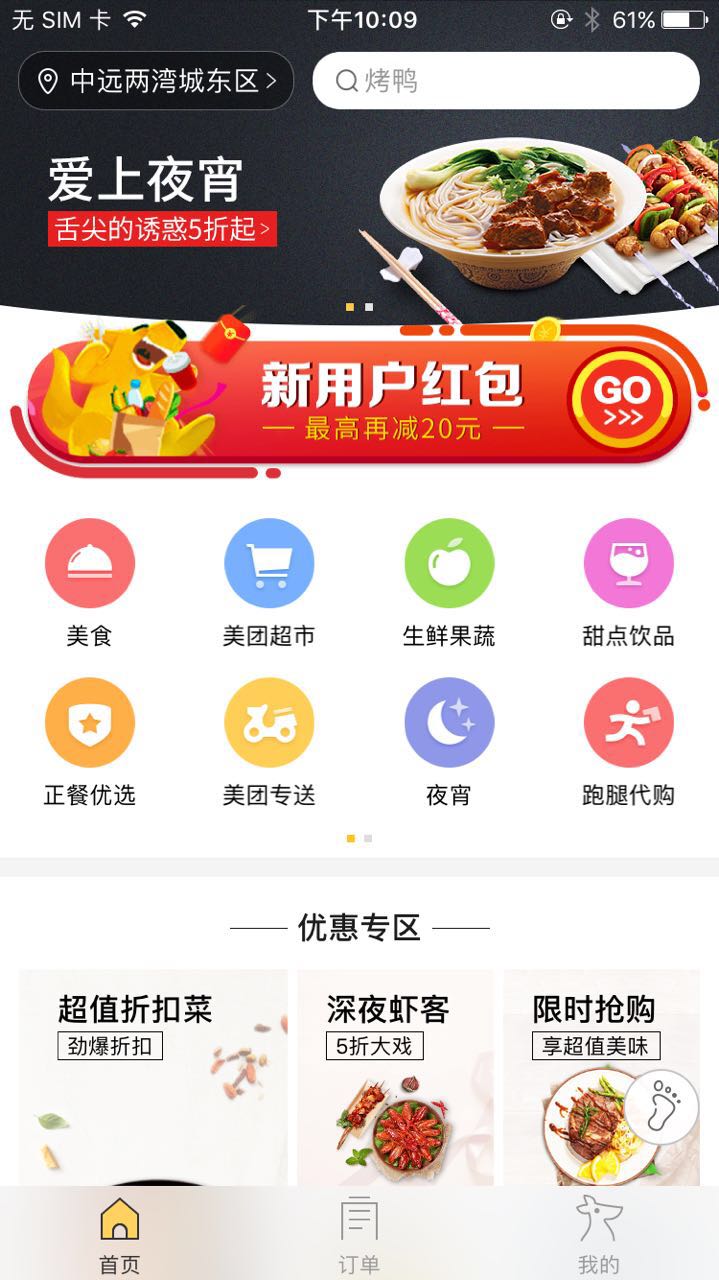 无 SIM 卡 下午10:09 61%
中远两湾城东区 烤鸭
爱上夜宵
舌尖的诱惑5折起
新用户红包
最高再减20元
GO
美食 美团超市 生鲜果蔬 甜点饮品
正餐优选 美团专送 夜宵 跑腿代购
优惠专区
超值折扣菜 深夜虾客 限时抢购
劲爆折扣 5折大戏 享超值美味
首页 订单 我的